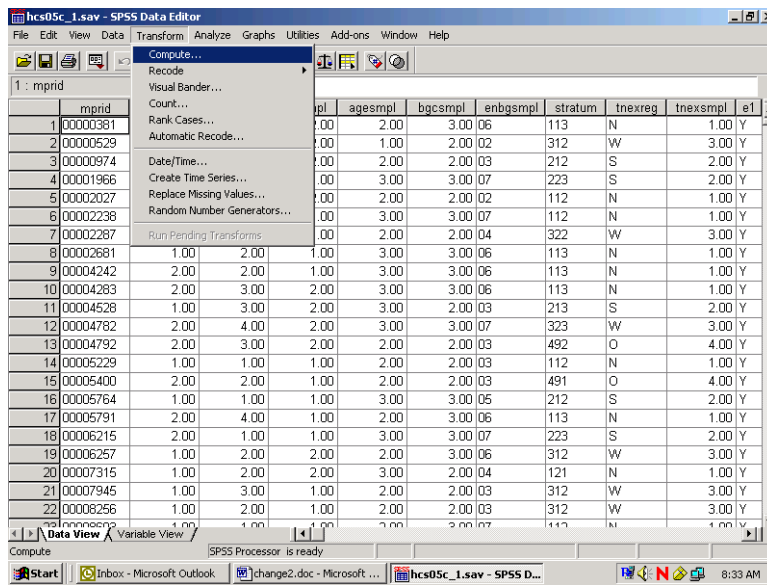 hcs05c_1.sav - SPSS Data Editor
File Edit View Data Transform Analyze Graphs Utilities Add-ons Window Help
1 : mprid
Compute...
Recode
Visual Bander...
Count...
Rank Cases...
Automatic Recode...
Date/Time...
Create Time Series...
Replace Missing Values...
Random Number Generators...
Run Pending Transforms
mprid agesmpl bgcsmpl enbgsmpl stratum tnexreg tnexsmpl e1
1 00000381 2.00 3.00 06 113 N 1.00 Y
2 00000529 1.00 2.00 02 312 W 3.00 Y
3 00000974 2.00 2.00 03 212 S 2.00 Y
4 00001966 3.00 3.00 07 223 S 2.00 Y
5 00002027 2.00 2.00 02 112 N 1.00 Y
6 00002238 3.00 3.00 07 112 N 1.00 Y
7 00002287 2.00 2.00 04 322 W 3.00 Y
8 00002681 1.00 2.00 1.00 3.00 3.00 06 113 N 1.00 Y
9 00004242 2.00 2.00 1.00 3.00 3.00 06 113 N 1.00 Y
10 00004283 2.00 3.00 2.00 3.00 3.00 06 113 N 1.00 Y
11 00004528 1.00 3.00 2.00 3.00 2.00 03 213 S 2.00 Y
12 00004782 2.00 4.00 1.00 3.00 3.00 07 323 W 3.00 Y
13 00004792 2.00 3.00 2.00 2.00 2.00 03 492 O 4.00 Y
14 00005229 1.00 1.00 1.00 2.00 2.00 03 112 N 1.00 Y
15 00005400 2.00 2.00 1.00 2.00 2.00 03 491 O 4.00 Y
16 00005764 1.00 1.00 1.00 3.00 3.00 05 212 S 2.00 Y
17 00005791 2.00 4.00 1.00 2.00 3.00 06 113 N 1.00 Y
18 00006215 2.00 1.00 1.00 3.00 3.00 07 223 S 2.00 Y
19 00006257 1.00 2.00 2.00 2.00 3.00 06 312 W 3.00 Y
20 00007315 1.00 2.00 2.00 3.00 2.00 04 121 N 1.00 Y
21 00007945 1.00 3.00 1.00 2.00 2.00 03 312 W 3.00 Y
22 00008256 1.00 2.00 1.00 2.00 2.00 03 312 W 3.00 Y
Data View Variable View
Compute SPSS Processor is ready
Start Inbox - Microsoft Outlook change2.doc - Microsoft ... hcs05c_1.sav - SPSS D... 8:33 AM